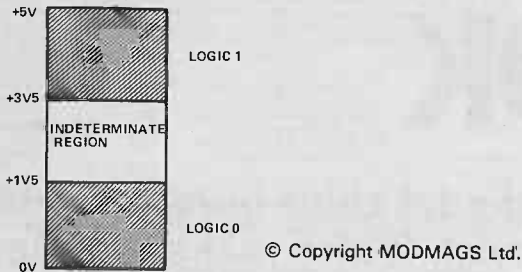 +5V
LOGIC 1
+3V5
INDETERMINATE
REGION
+1V5
LOGIC 0
0V
© Copyright MODMAGS Ltd.